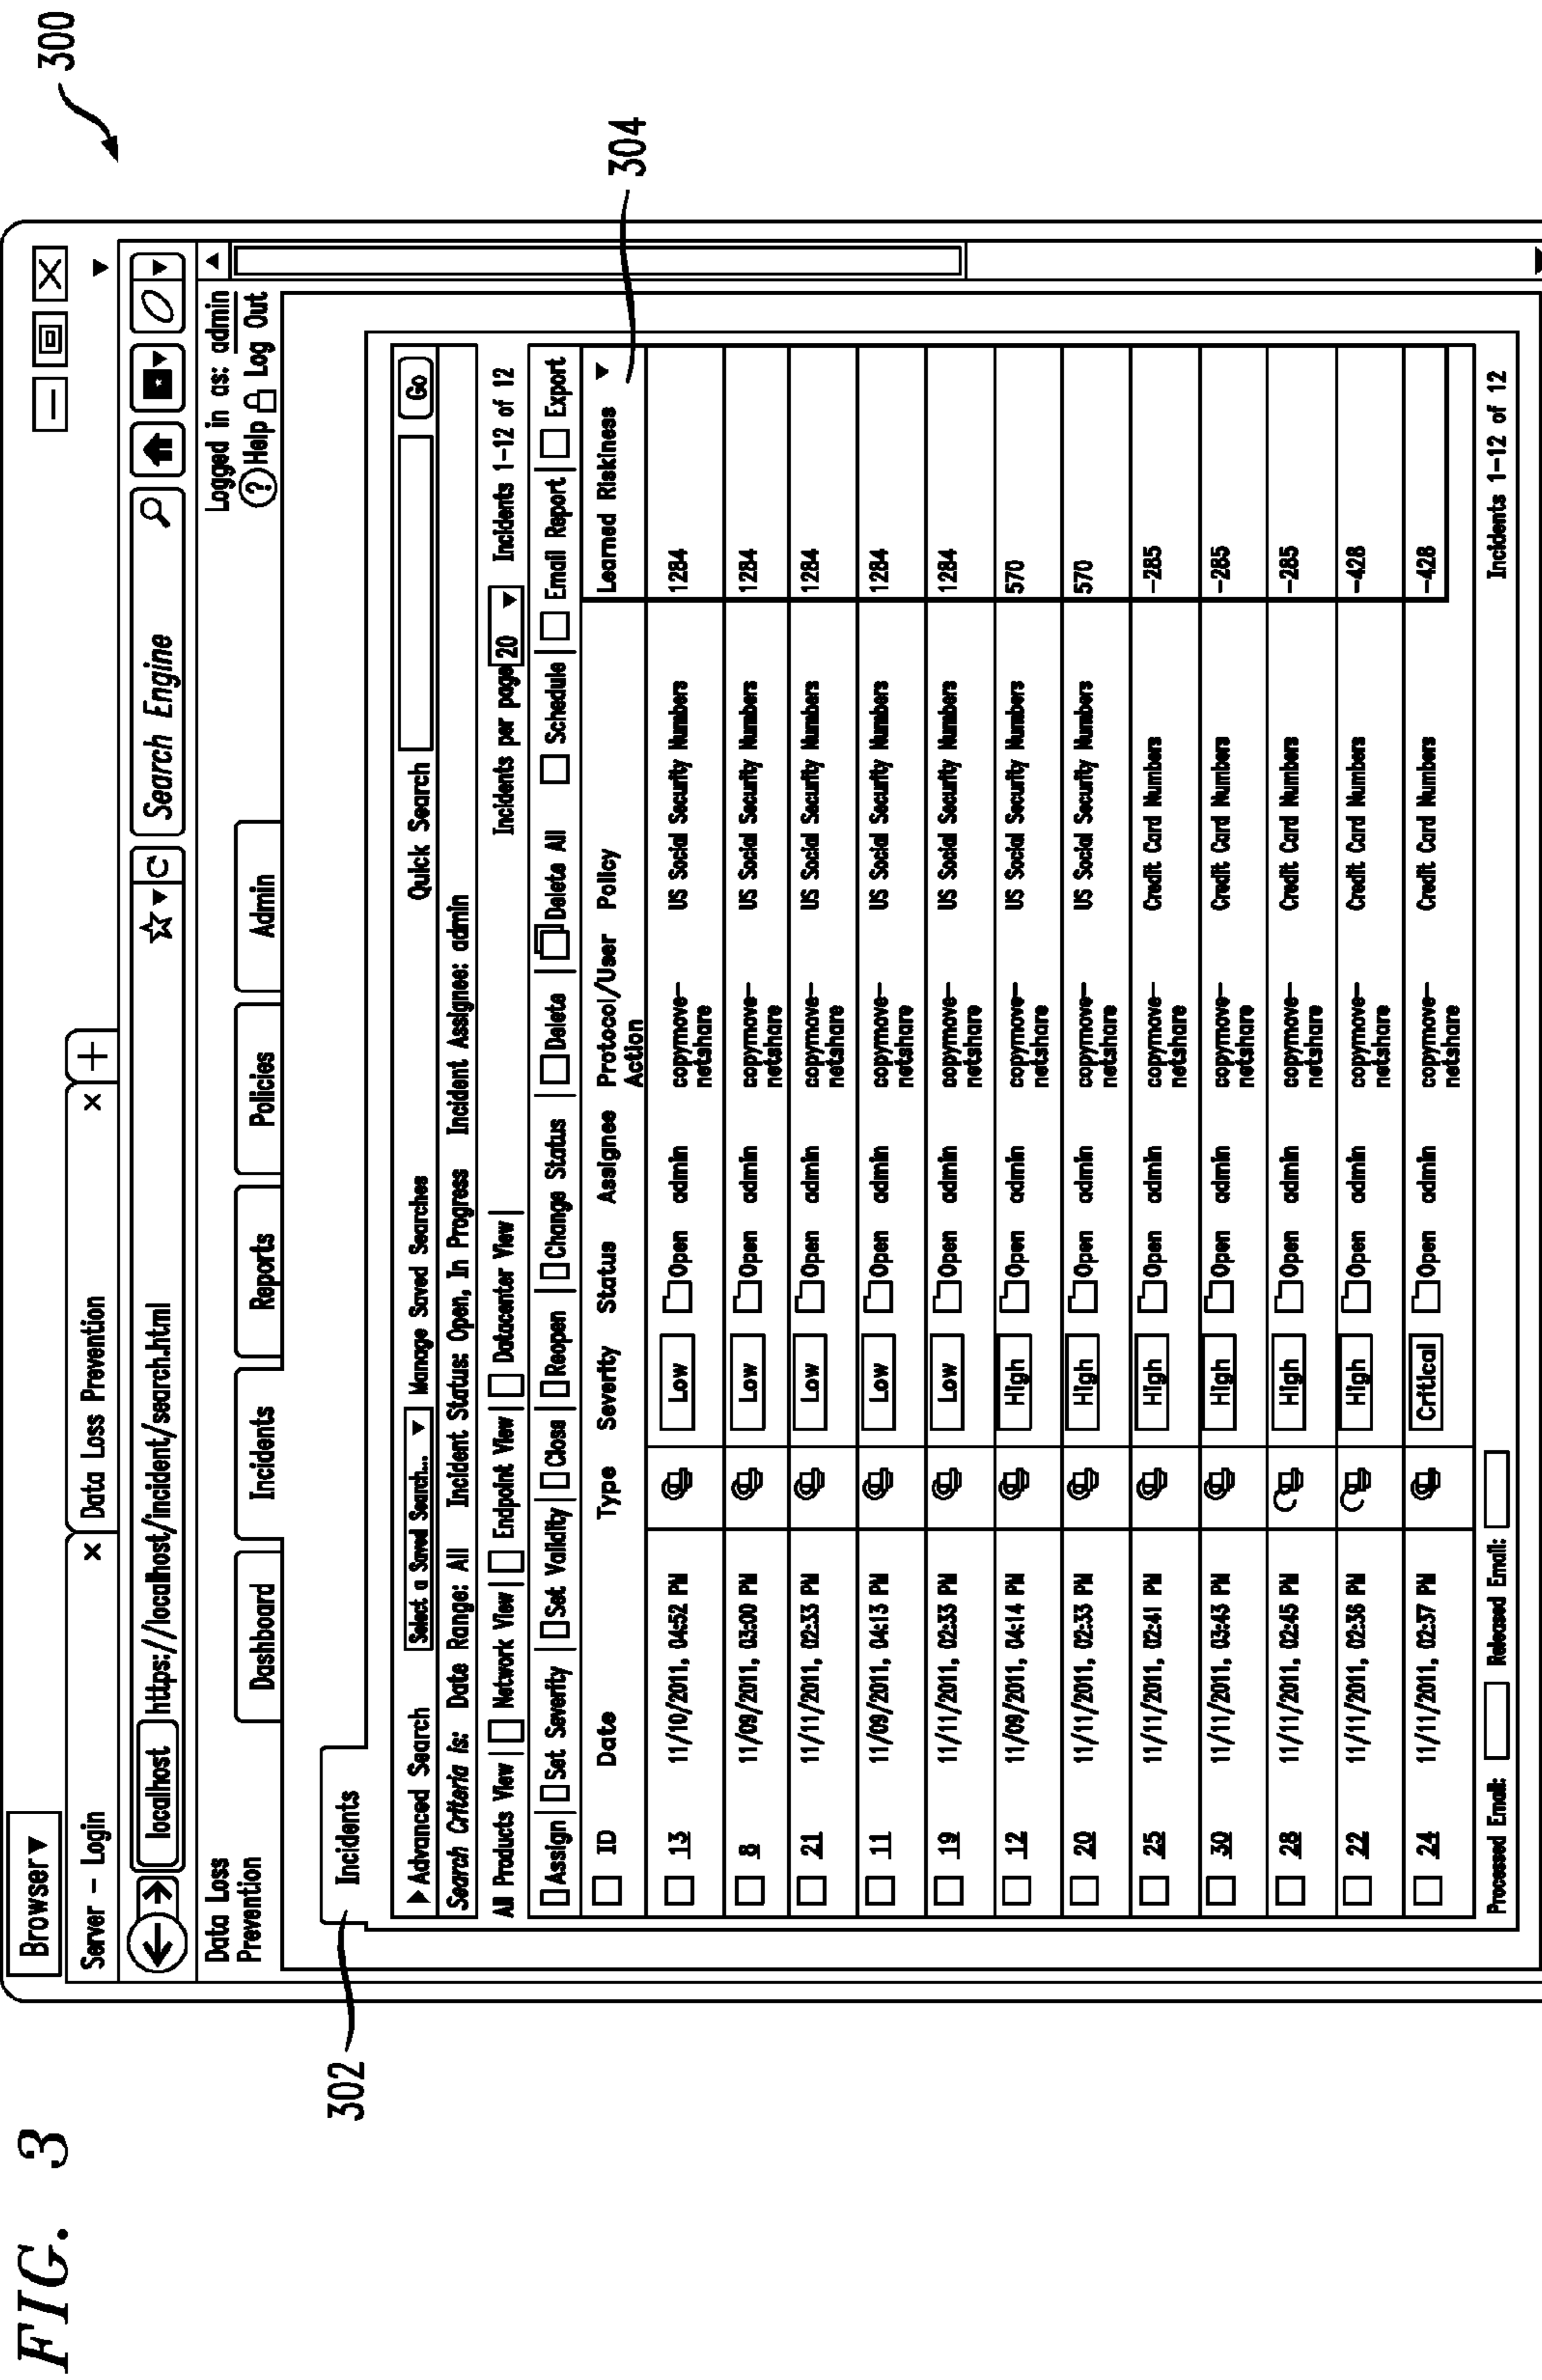 FIG. 3
300
Browser
Server - Login x
Data Loss Prevention x
+
localhost https://localhost/incident/search.html
Search Engine
Data Loss
Prevention
Logged in as: admin
? Help Log Out
Dashboard Incidents Reports Policies Admin
302
Incidents
Advanced Search Select a Saved Search... Manage Saved Searches Quick Search Go
Search Criteria is: Date Range: All Incident Status: Open, In Progress Incident Assignee: admin
All Products View | Network View | Endpoint View | Datacenter View | Incidents per page 20 Incidents 1-12 of 12
Assign | Set Severity | Set Validity | Close | Reopen | Change Status | Delete | Delete All Schedule | Email Report | Export
304
ID Date Type Severity Status Assignee Protocol/User Action Policy Learned Riskiness
13 11/10/2011, 04:52 PM Low Open admin copymove-netshare US Social Security Numbers 1284
8 11/09/2011, 03:00 PM Low Open admin copymove-netshare US Social Security Numbers 1284
21 11/11/2011, 02:33 PM Low Open admin copymove-netshare US Social Security Numbers 1284
11 11/09/2011, 04:13 PM Low Open admin copymove-netshare US Social Security Numbers 1284
19 11/11/2011, 02:33 PM Low Open admin copymove-netshare US Social Security Numbers 1284
12 11/09/2011, 04:14 PM High Open admin copymove-netshare US Social Security Numbers 570
20 11/11/2011, 02:33 PM High Open admin copymove-netshare US Social Security Numbers 570
25 11/11/2011, 02:41 PM High Open admin copymove-netshare Credit Card Numbers -285
30 11/11/2011, 03:43 PM High Open admin copymove-netshare Credit Card Numbers -285
28 11/11/2011, 02:45 PM High Open admin copymove-netshare Credit Card Numbers -285
22 11/11/2011, 02:36 PM High Open admin copymove-netshare Credit Card Numbers -428
24 11/11/2011, 02:37 PM Critical Open admin copymove-netshare Credit Card Numbers -428
Processed Email: Released Email: Incidents 1-12 of 12